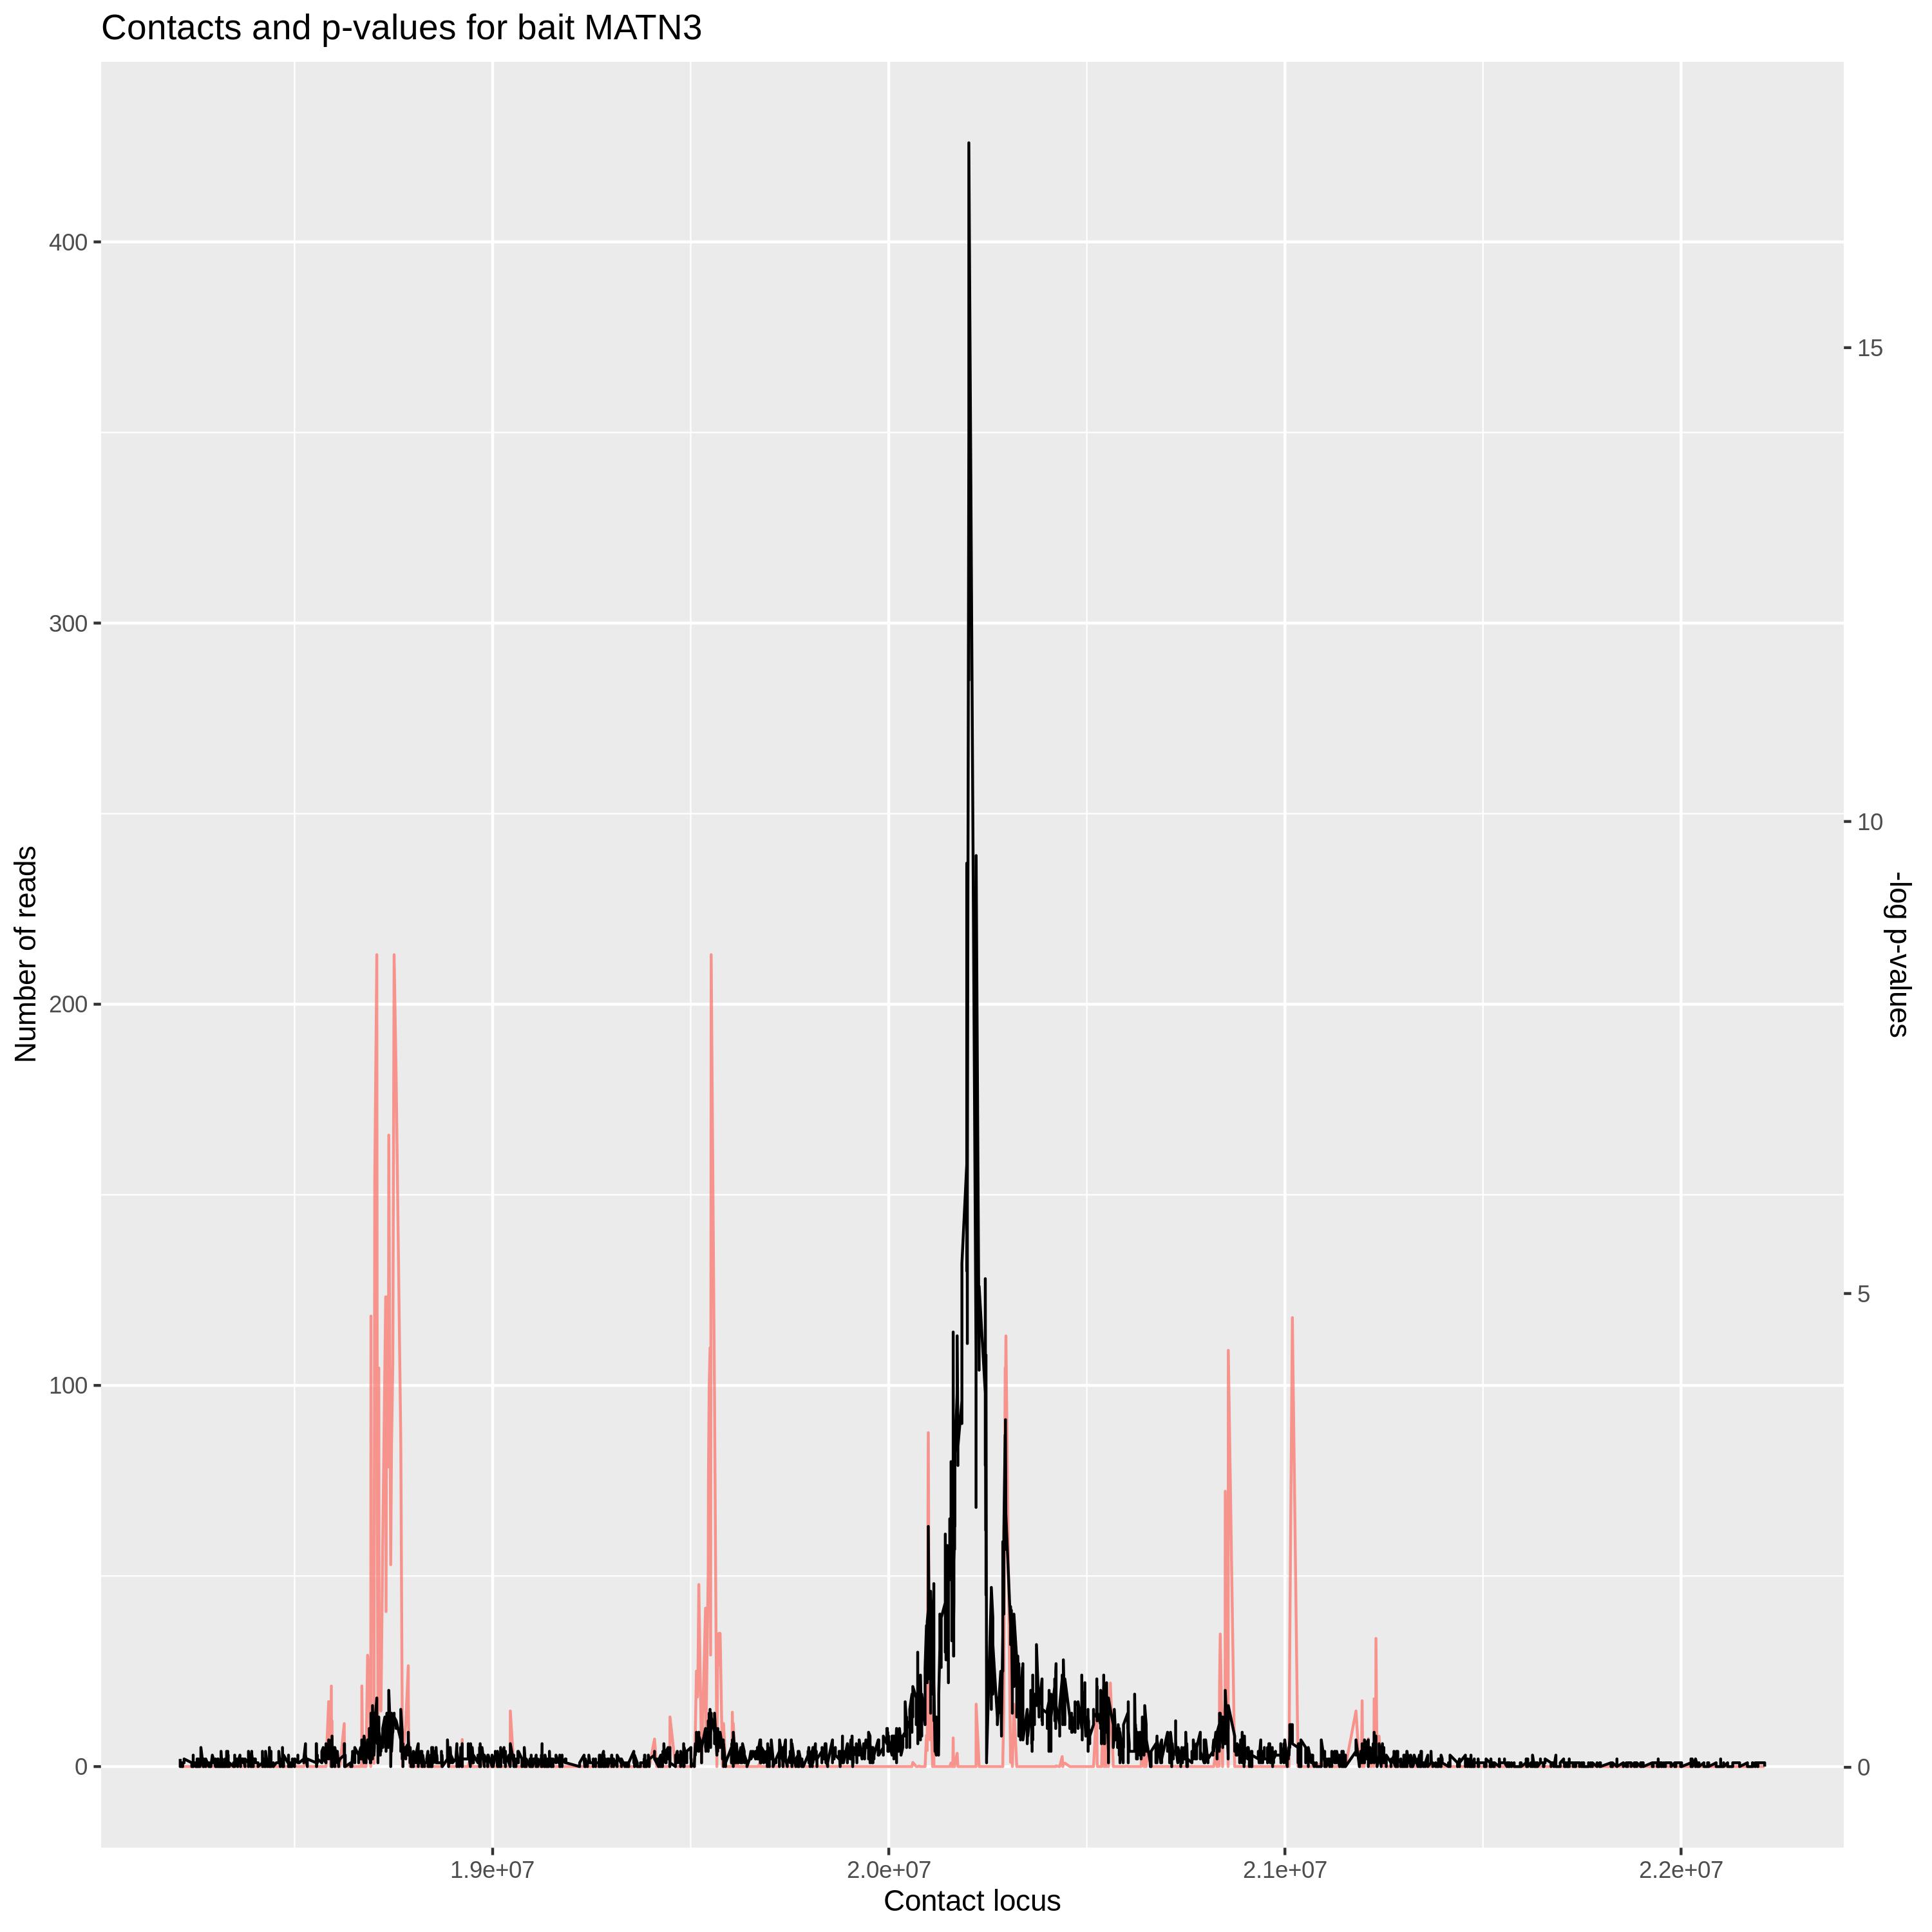 Contacts and p-values for bait MATN3
400
300
200
100
0
Number of reads
15
10
5
0
-log p-values
1.9e+07
2.0e+07
2.1e+07
2.2e+07
Contact locus